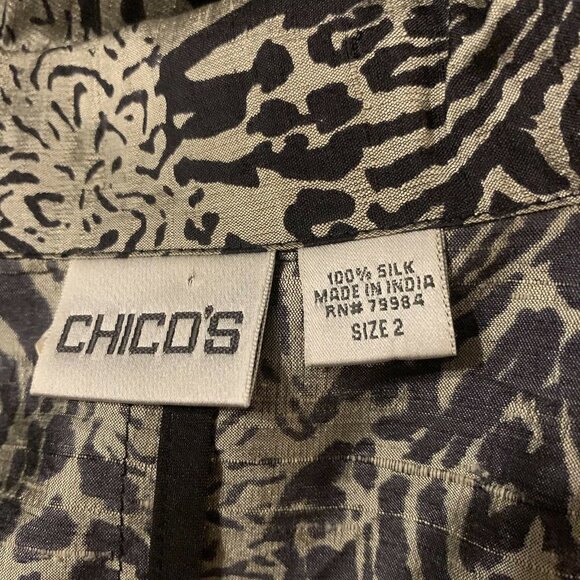 CHICO'S
100% SILK
MADE IN INDIA
RN# 79984
SIZE 2